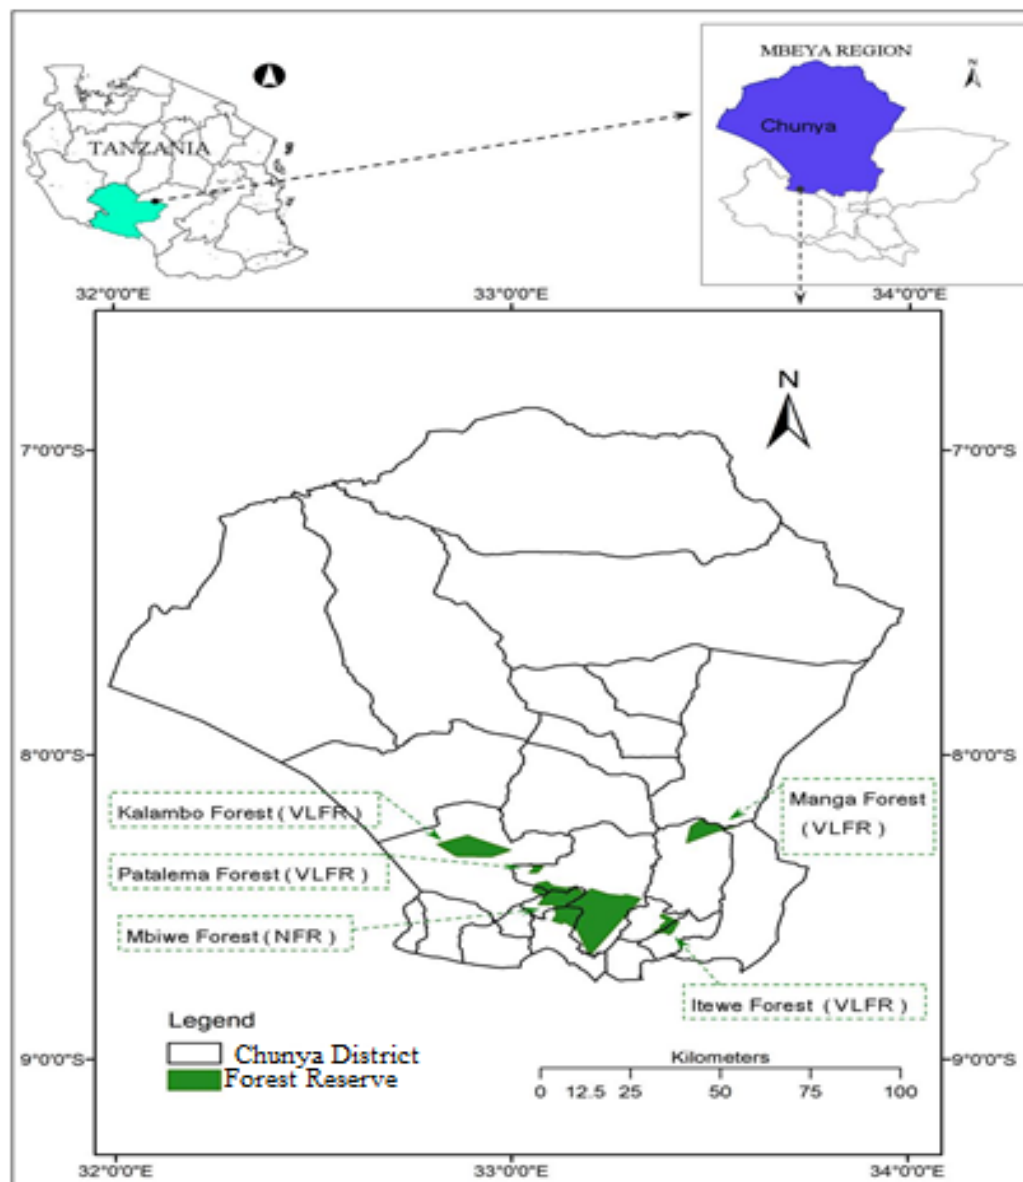 TANZANIA
MBEYA REGION
N
Chunya
32°0'0"E 33°0'0"E 34°0'0"E
N
7°0'0"S 7°0'0"S
8°0'0"S 8°0'0"S
Kalambo Forest (VLFR)
Manga Forest
(VLFR)
Patalema Forest (VLFR)
Mbiwe Forest (NFR)
Itewe Forest (VLFR)
Legend
Chunya District
Forest Reserve
Kilometers
0 12.5 25 50 75 100
9°0'0"S 9°0'0"S
32°0'0"E 33°0'0"E 34°0'0"E